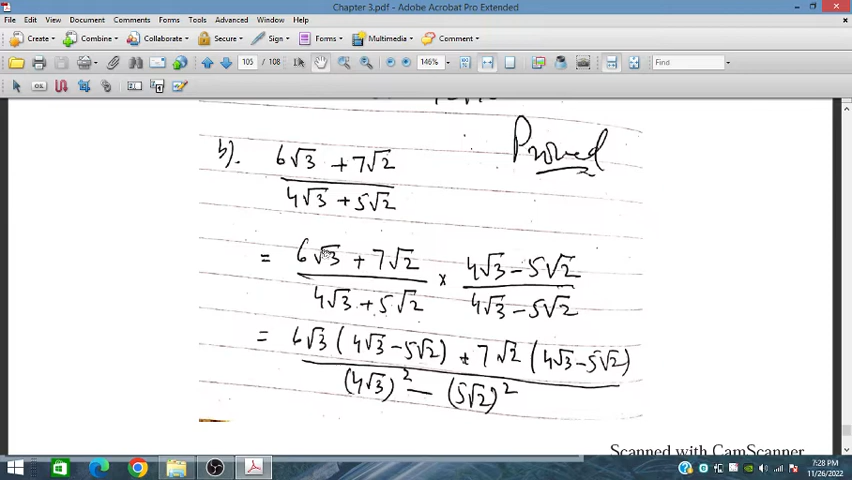 Chapter 3.pdf - Adobe Acrobat Pro Extended
File Edit View Document Comments Forms Tools Advanced Window Help
Create Combine Collaborate Secure Sign Forms Multimedia Comment
105 / 108 146% Find
Proved
b). (6√3 + 7√2) / (4√3 + 5√2)
= (6√3 + 7√2) / (4√3 + 5√2) × (4√3 - 5√2) / (4√3 - 5√2)
= (6√3 (4√3 - 5√2) + 7√2 (4√3 - 5√2)) / ((4√3)² - (5√2)²)
Scanned with CamScanner
7:28 PM
11/26/2022